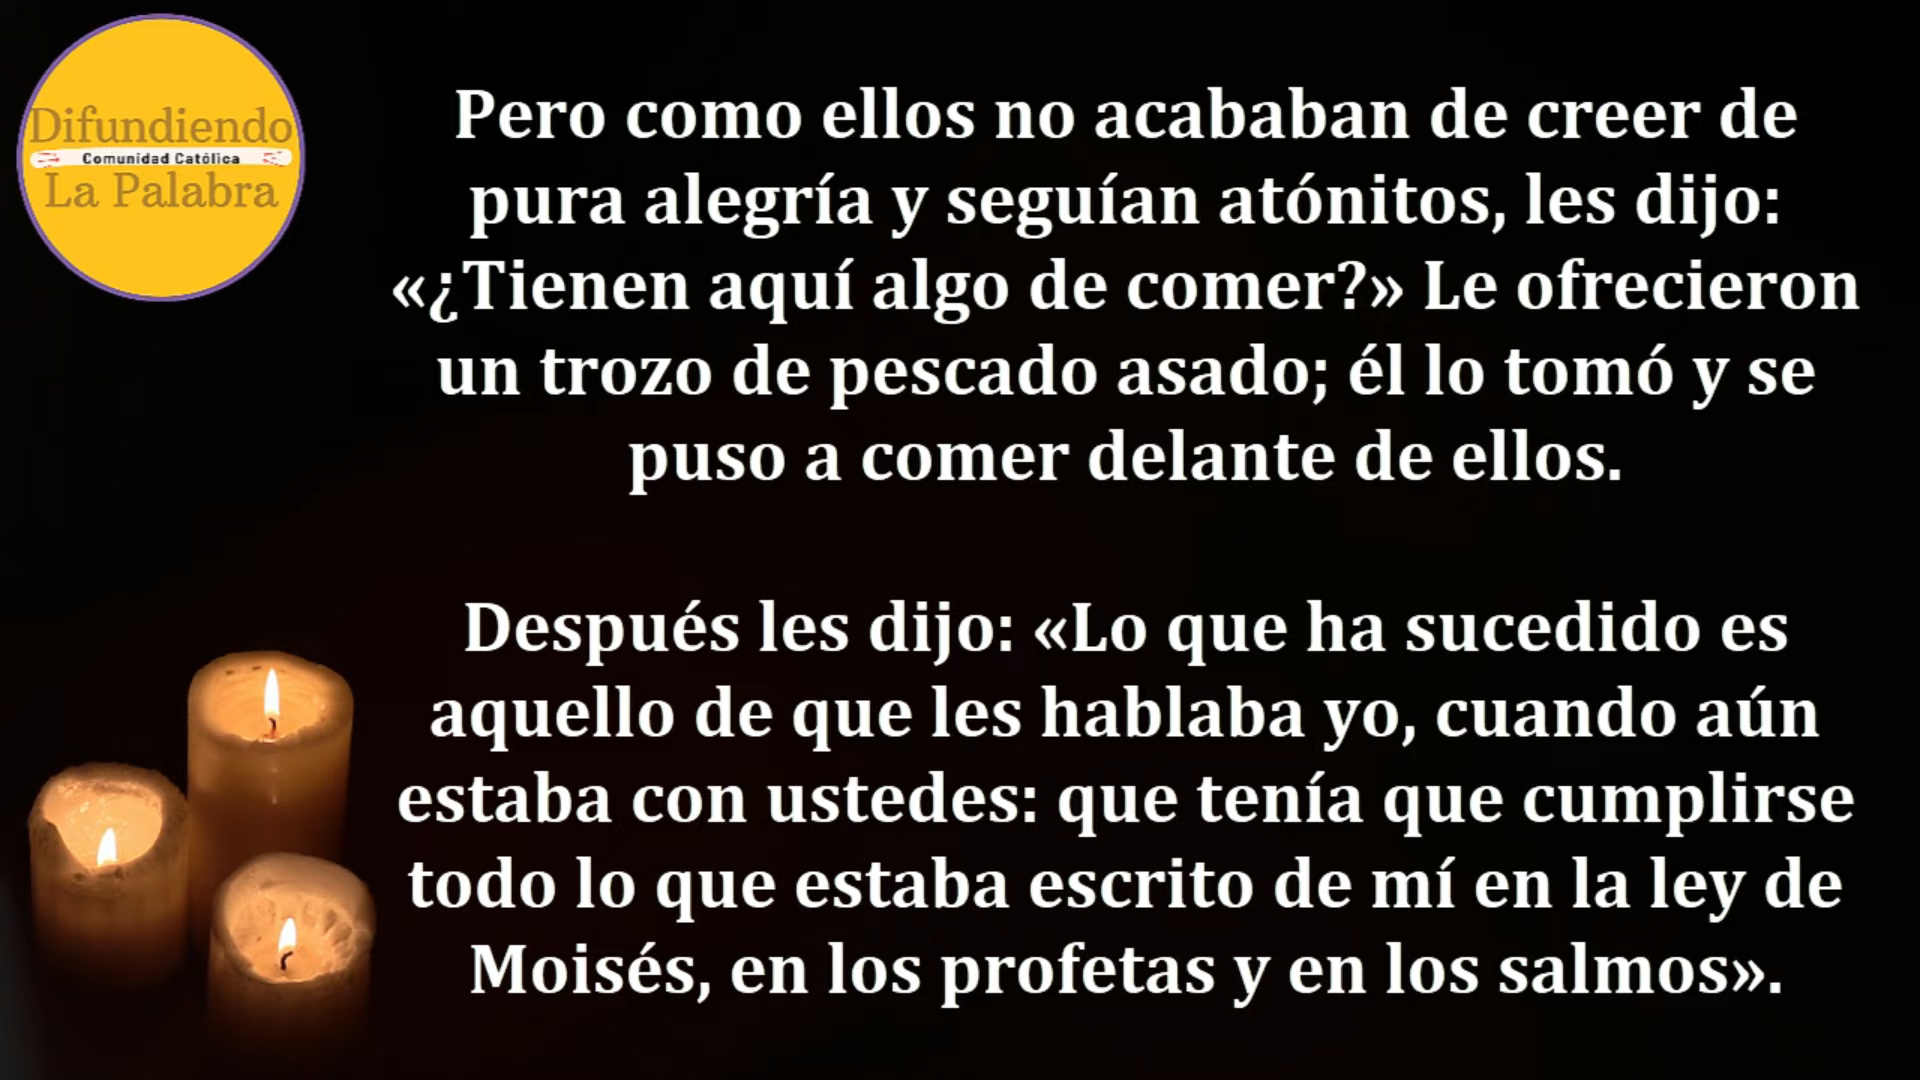 Difundiendo
Comunidad Católica
La Palabra
Pero como ellos no acababan de creer de
pura alegría y seguían atónitos, les dijo:
«¿Tienen aquí algo de comer?» Le ofrecieron
un trozo de pescado asado; él lo tomó y se
puso a comer delante de ellos.
Después les dijo: «Lo que ha sucedido es
aquello de que les hablaba yo, cuando aún
estaba con ustedes: que tenía que cumplirse
todo lo que estaba escrito de mí en la ley de
Moisés, en los profetas y en los salmos».